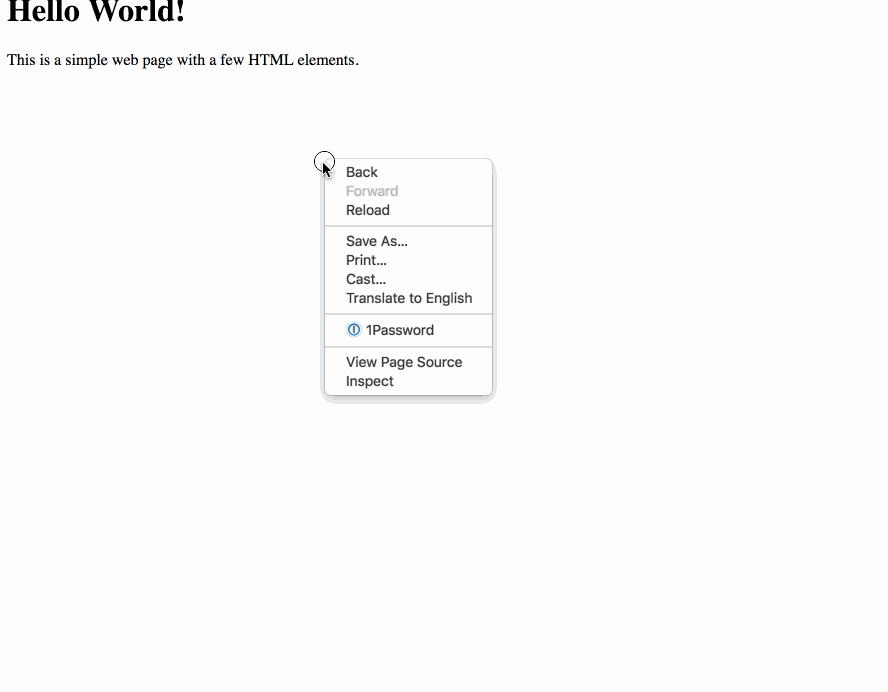 Hello World!
This is a simple web page with a few HTML elements.
Back
Forward
Reload
Save As...
Print...
Cast...
Translate to English
1Password
View Page Source
Inspect